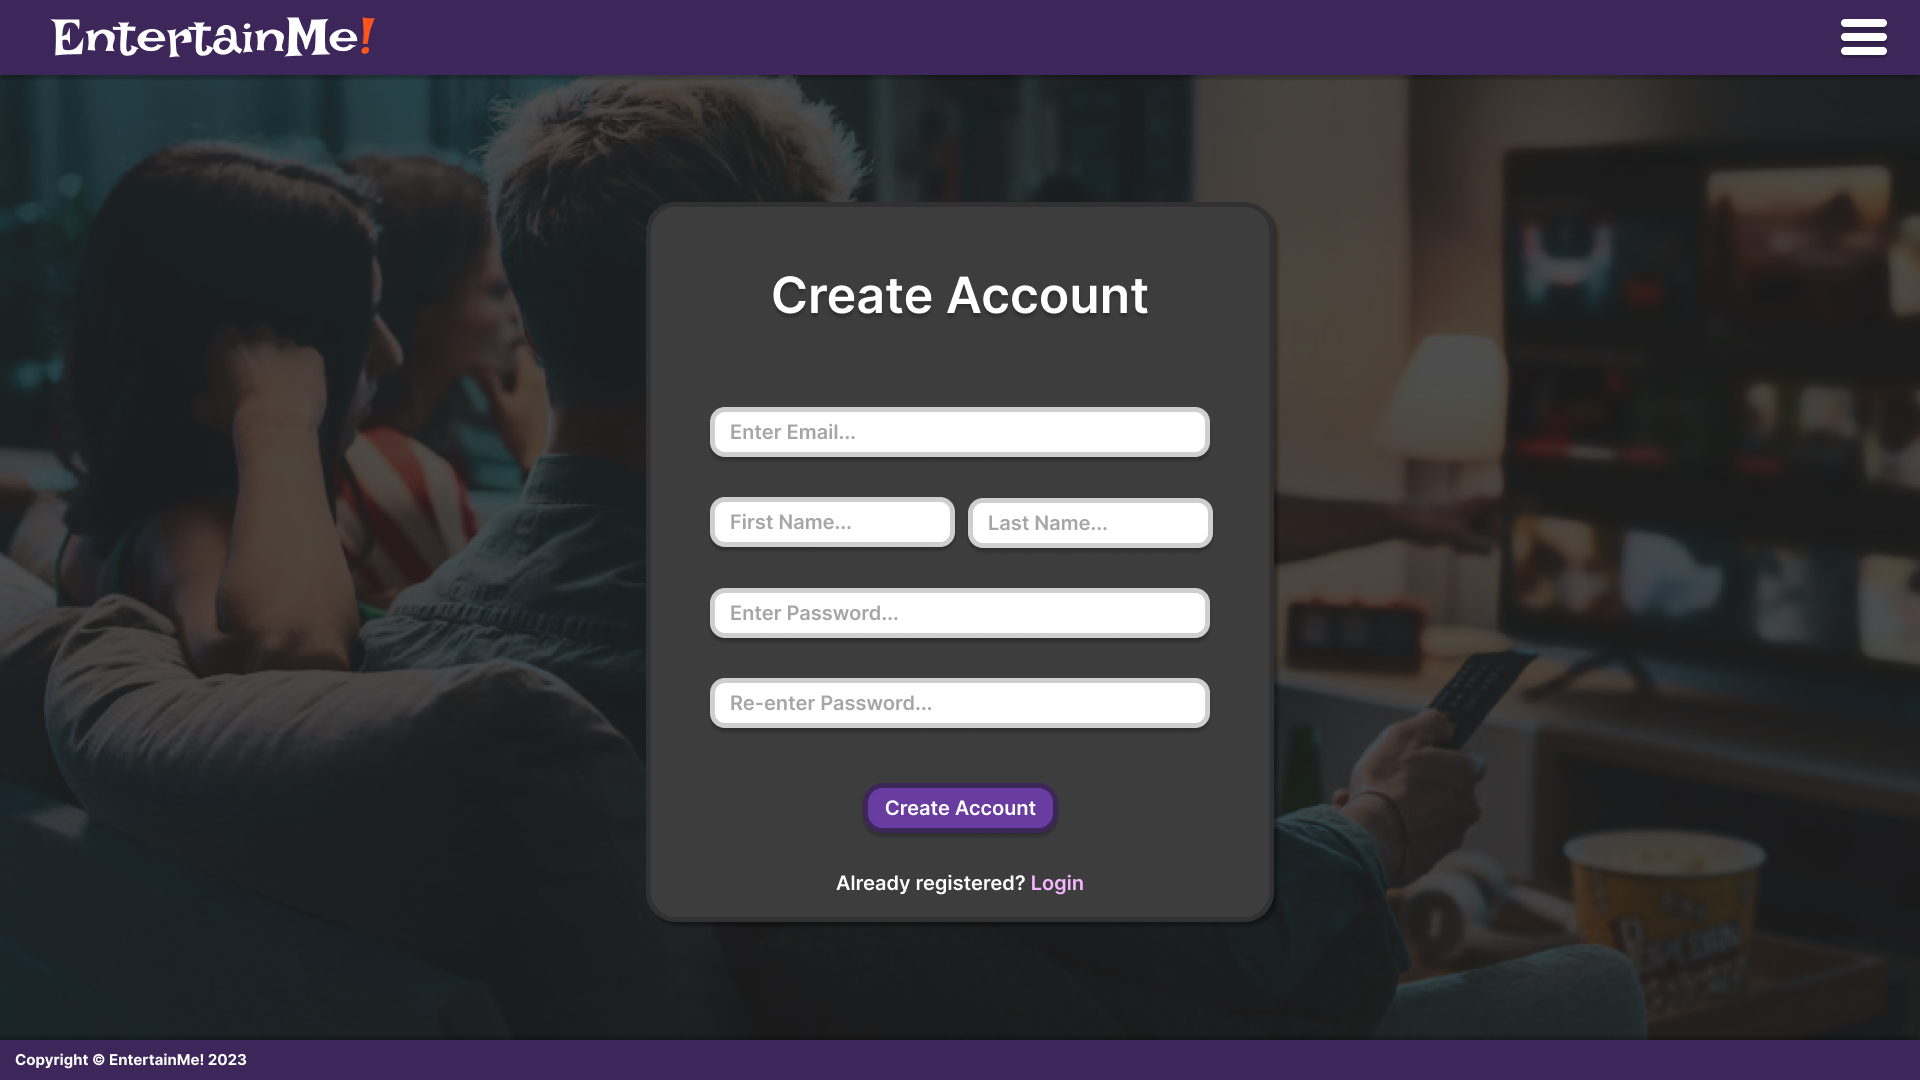 EntertainMe!
Create Account
Enter Email...
First Name... Last Name...
Enter Password...
Re-enter Password...
Create Account
Already registered? Login
POPCORN
Copyright © EntertainMe! 2023